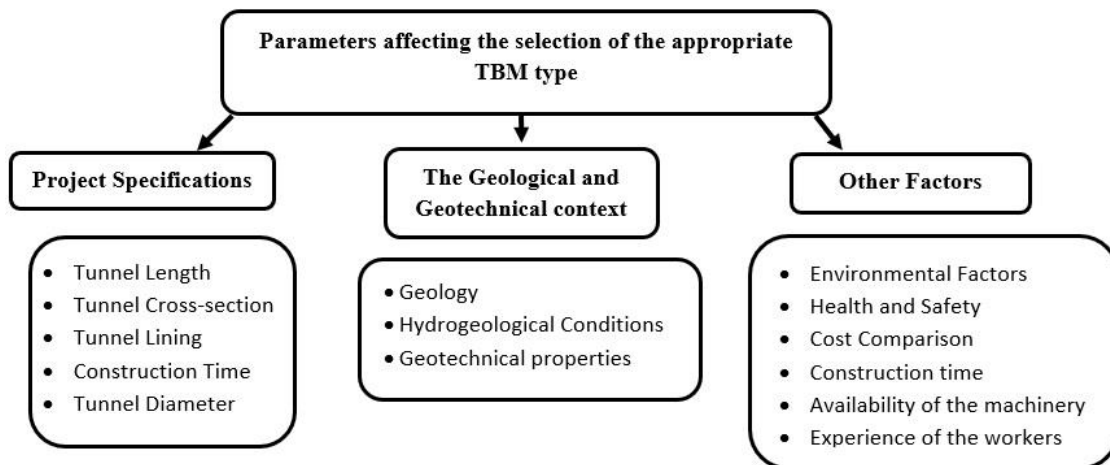 Parameters affecting the selection of the appropriate
TBM type
Project Specifications
• Tunnel Length
• Tunnel Cross-section
• Tunnel Lining
• Construction Time
• Tunnel Diameter
The Geological and
Geotechnical context
• Geology
• Hydrogeological Conditions
• Geotechnical properties
Other Factors
• Environmental Factors
• Health and Safety
• Cost Comparison
• Construction time
• Availability of the machinery
• Experience of the workers